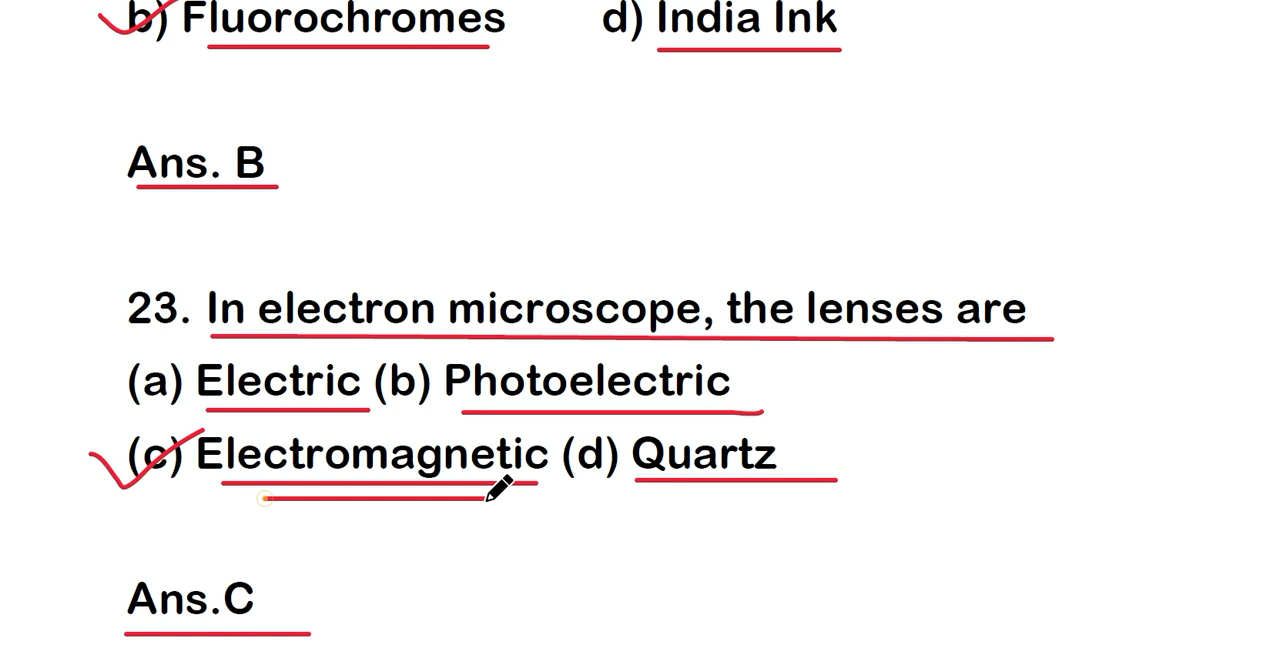 b) Fluorochromes d) India Ink
Ans. B
23. In electron microscope, the lenses are
(a) Electric (b) Photoelectric
(c) Electromagnetic (d) Quartz
Ans.C